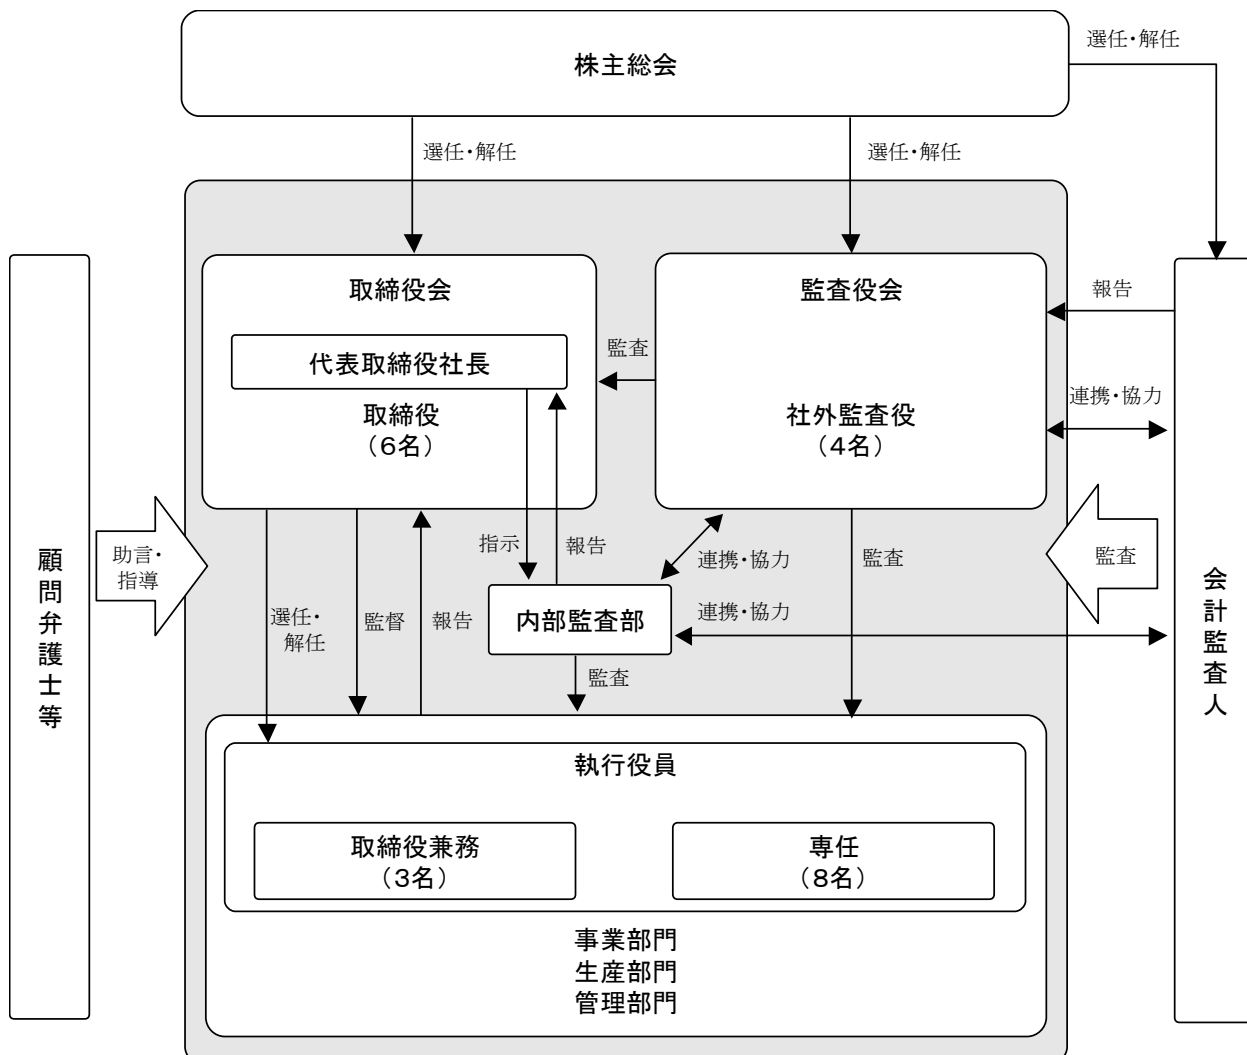 株主総会
選任・解任
選任・解任
選任・解任
取締役会
代表取締役社長
取締役
（6名）
監査
監査役会
社外監査役
（4名）
報告
連携・協力
顧問弁護士等
助言・
指導
指示
報告
連携・協力
監査
監査
会計監査人
選任・
解任
監督
報告
内部監査部
連携・協力
監査
執行役員
取締役兼務
（3名）
専任
（8名）
事業部門
生産部門
管理部門